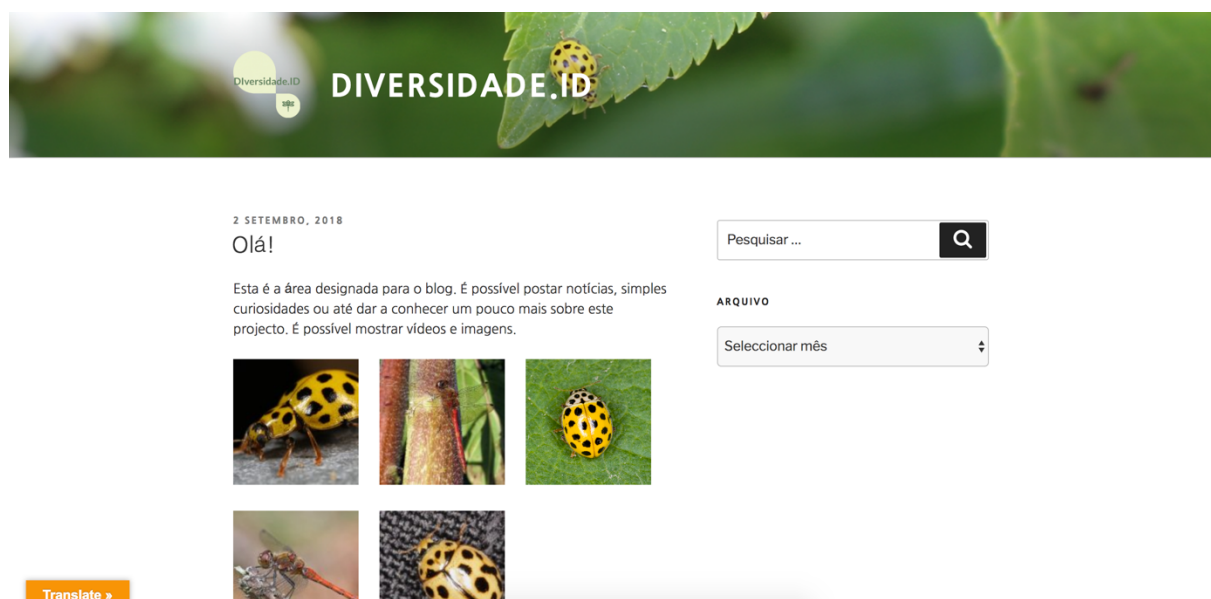 DIversidade.ID
DIVERSIDADE.ID
2 SETEMBRO, 2018
Olá!
Esta é a área designada para o blog. É possível postar notícias, simples
curiosidades ou até dar a conhecer um pouco mais sobre este
projecto. É possível mostrar vídeos e imagens.
Pesquisar ...
ARQUIVO
Seleccionar mês
Translate »